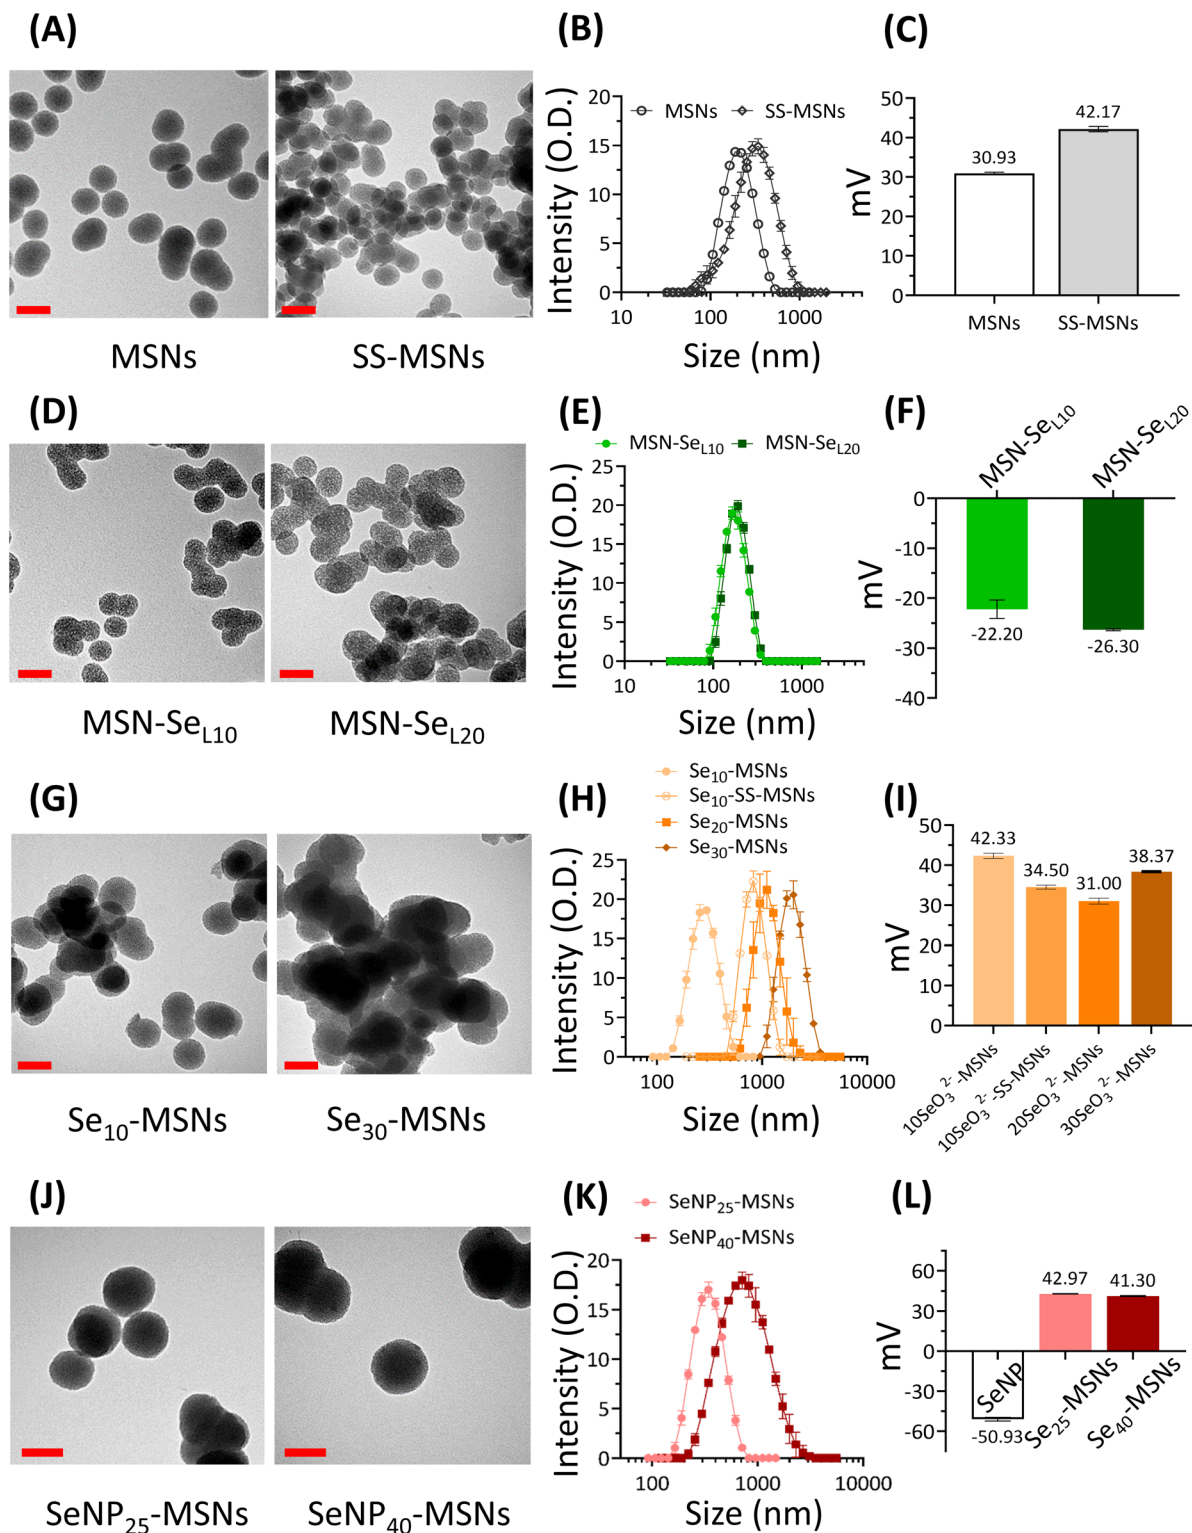 (A)
MSNs
SS-MSNs
(B)
MSNs SS-MSNs
Intensity (O.D.)
20
15
10
5
0
10 100 1000
Size (nm)
(C)
mV
50
40
30
20
10
0
30.93
42.17
MSNs SS-MSNs
(D)
MSN-Se_L10
MSN-Se_L20
(E)
MSN-Se_L10 MSN-Se_L20
Intensity (O.D.)
25
20
15
10
5
0
10 100 1000
Size (nm)
(F)
MSN-Se_L10
MSN-Se_L20
mV
0
-10
-20
-30
-40
-22.20
-26.30
(G)
Se₁₀-MSNs
Se₃₀-MSNs
(H)
Se₁₀-MSNs
Se₁₀-SS-MSNs
Se₂₀-MSNs
Se₃₀-MSNs
Intensity (O.D.)
25
20
15
10
5
0
100 1000 10000
Size (nm)
(I)
mV
50
40
30
40
10
0
42.33
34.50
31.00
38.37
10SeO₃²⁻-MSNs
10SeO₃²⁻-SS-MSNs
20SeO₃²⁻-MSNs
30SeO₃²⁻-MSNs
(J)
SeNP₂₅-MSNs
SeNP₄₀-MSNs
(K)
SeNP₂₅-MSNs
SeNP₄₀-MSNs
Intensity (O.D.)
20
15
10
5
0
100 1000 10000
Size (nm)
(L)
mV
60
30
0
-30
-60
42.97
41.30
-50.93
SeNP
Se₂₅-MSNs
Se₄₀-MSNs